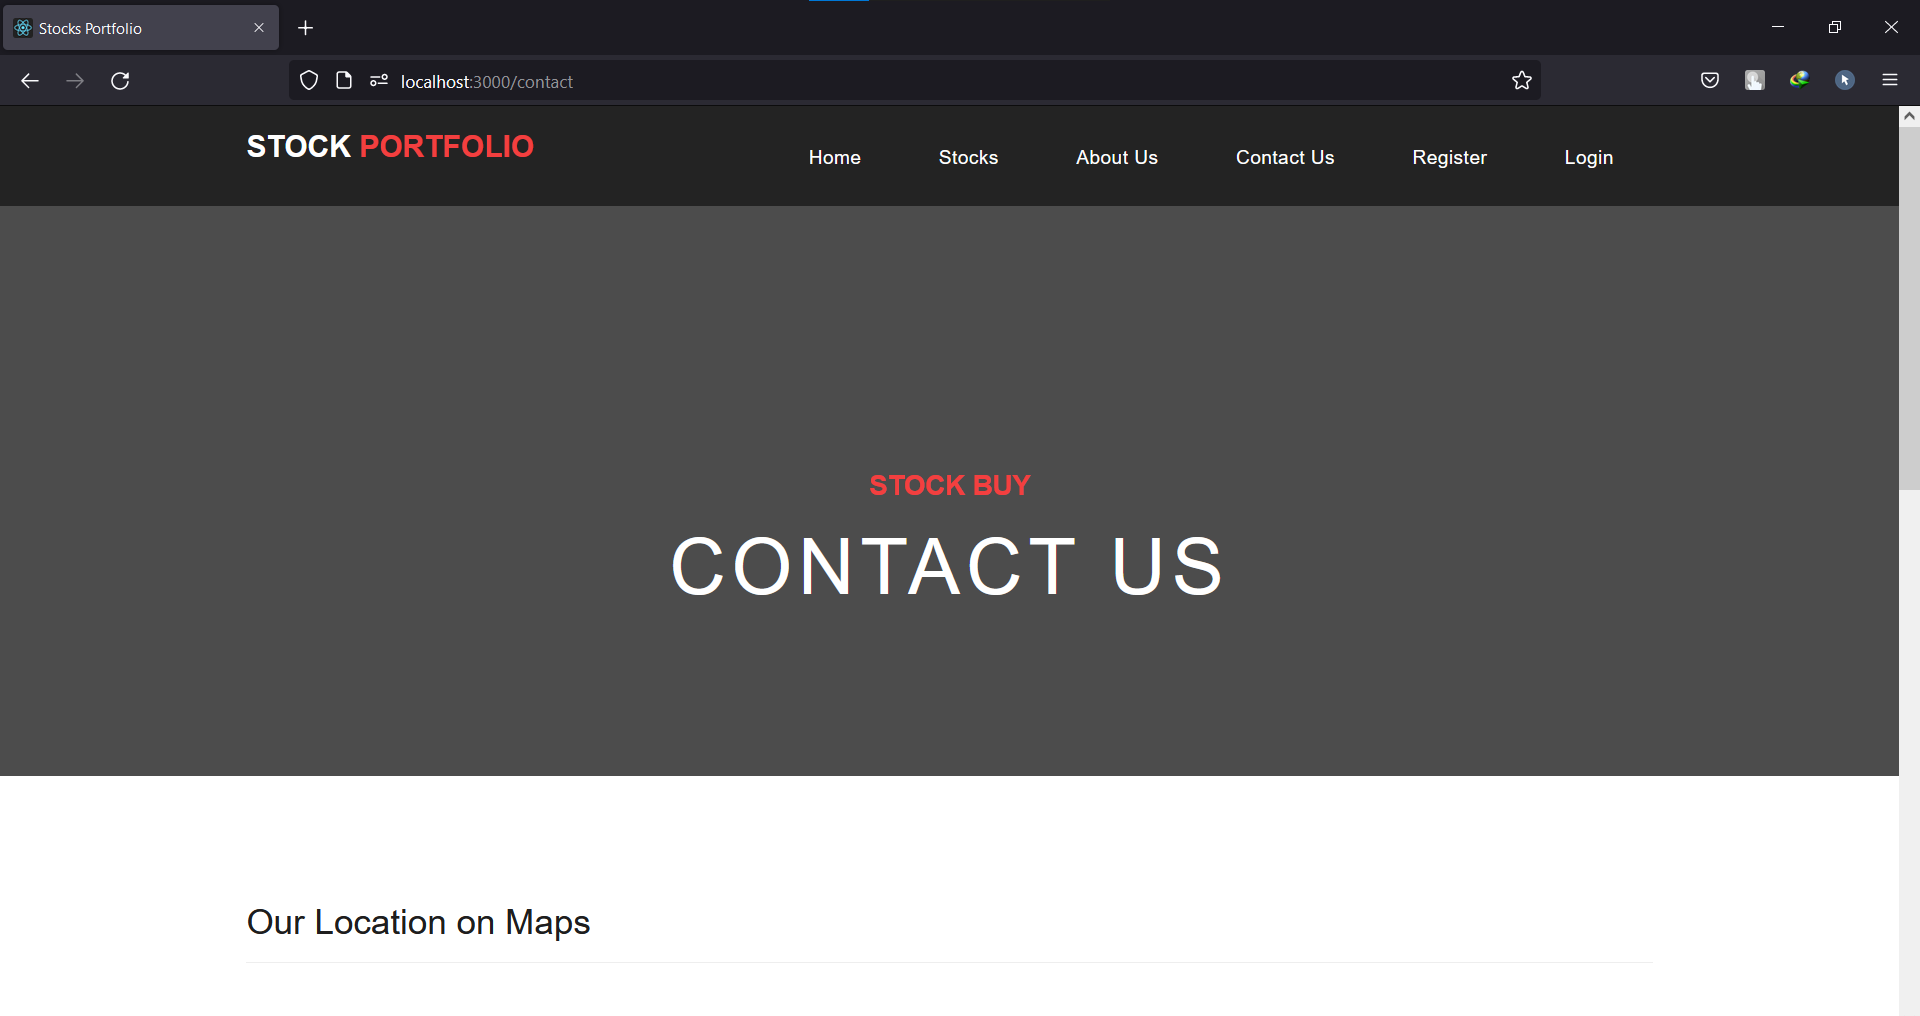 Stocks Portfolio
localhost:3000/contact
STOCK PORTFOLIO
Home Stocks About Us Contact Us Register Login
STOCK BUY
CONTACT US
Our Location on Maps